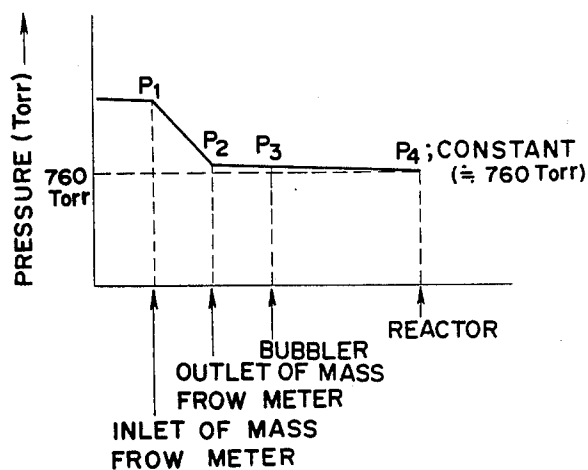 PRESSURE (Torr)
P1
P2
P3
P4 ; CONSTANT
(≒ 760 Torr)
760
Torr
REACTOR
BUBBLER
OUTLET OF MASS
FROW METER
INLET OF MASS
FROW METER